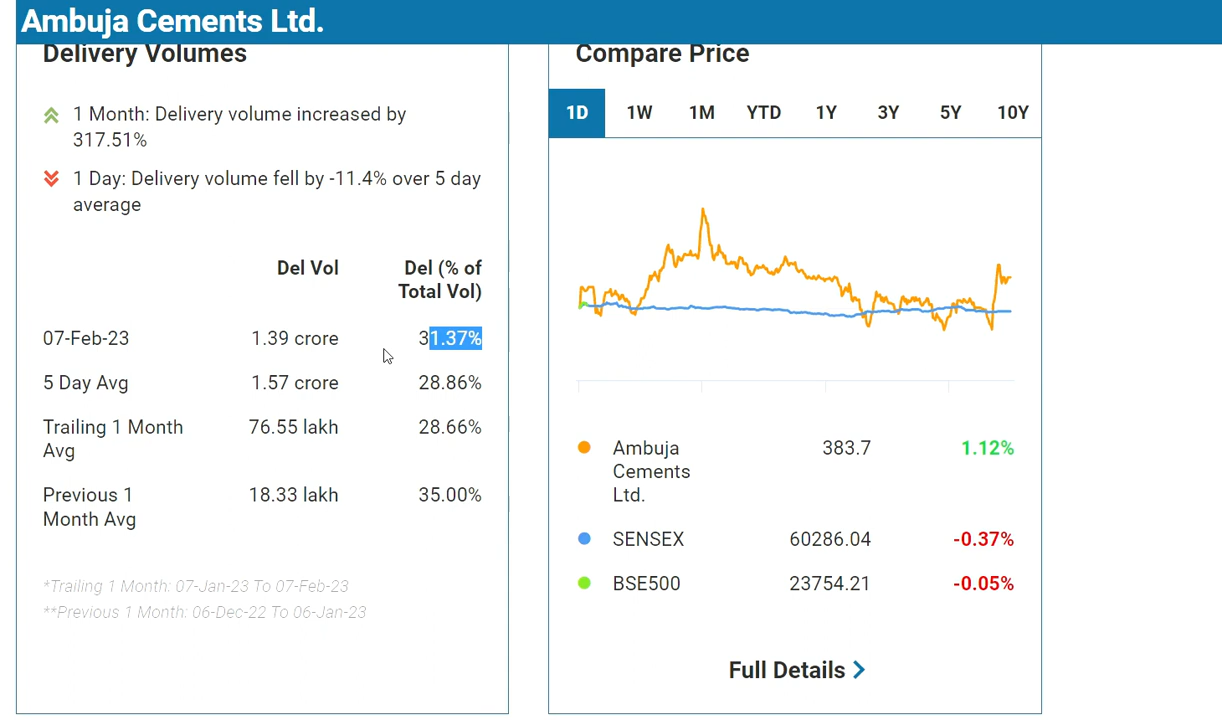 Ambuja Cements Ltd.
Delivery Volumes
1 Month: Delivery volume increased by
317.51%
1 Day: Delivery volume fell by -11.4% over 5 day
average
Del Vol Del (% of
Total Vol)
07-Feb-23 1.39 crore 31.37%
5 Day Avg 1.57 crore 28.86%
Trailing 1 Month 76.55 lakh 28.66%
Avg
Previous 1 18.33 lakh 35.00%
Month Avg
*Trailing 1 Month: 07-Jan-23 To 07-Feb-23
**Previous 1 Month: 06-Dec-22 To 06-Jan-23
Compare Price
1D 1W 1M YTD 1Y 3Y 5Y 10Y
Ambuja 383.7 1.12%
Cements
Ltd.
SENSEX 60286.04 -0.37%
BSE500 23754.21 -0.05%
Full Details